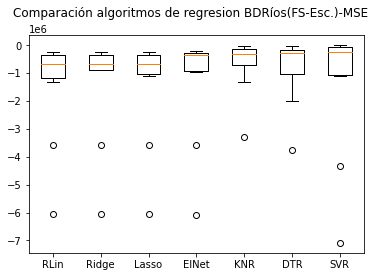 Comparación algoritmos de regresion BDRíos(FS-Esc.)-MSE
1e6
0
−1
−2
−3
−4
−5
−6
−7
RLin Ridge Lasso ElNet KNR DTR SVR